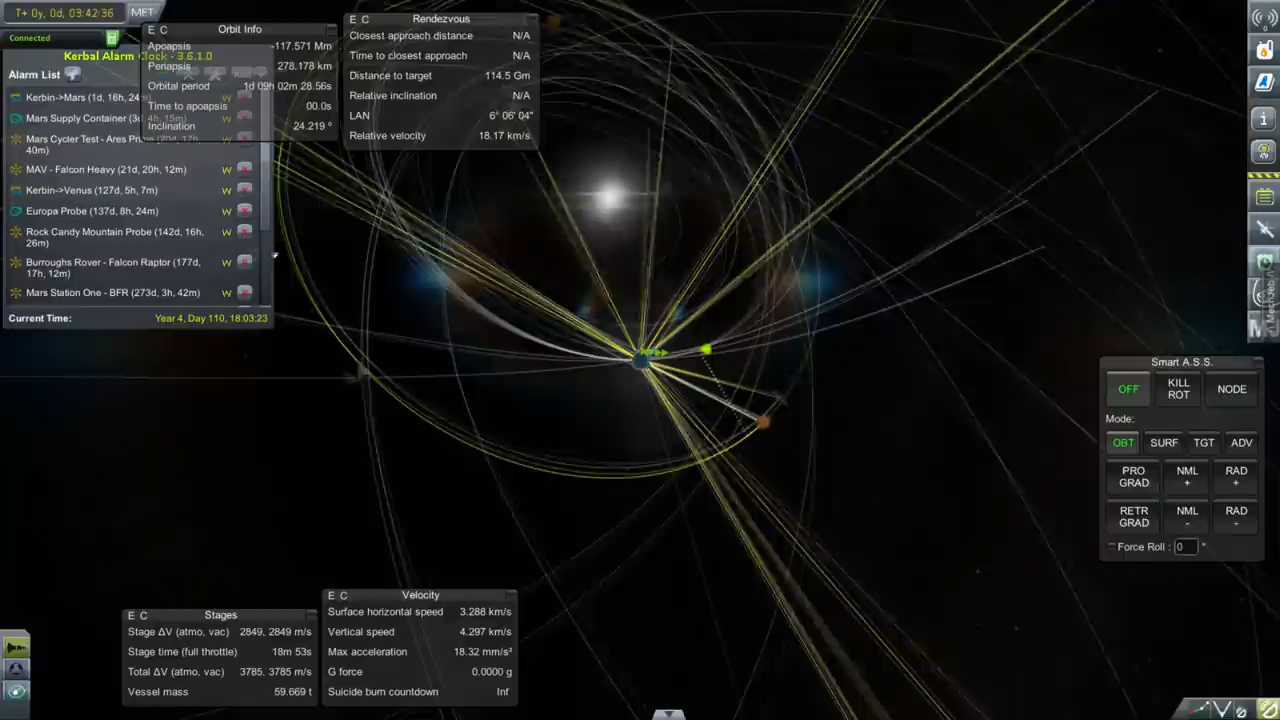 T+ 0y, 0d, 03:42:36
MET
Connected
Kerbal Alarm Clock - 3.6.1.0
Alarm List
Kerbin->Mars (1d, 16h, 24
W
Mars Supply Container (3d, 4h, 15m)
W
Mars Cycler Test - Ares Prime (20d, 17h,
40m)
W
MAV - Falcon Heavy (21d, 20h, 12m)
W
Kerbin->Venus (127d, 5h, 7m)
W
Europa Probe (137d, 8h, 24m)
W
Rock Candy Mountain Probe (142d, 16h,
26m)
W
Burroughs Rover - Falcon Raptor (177d,
17h, 12m)
W
Mars Station One - BFR (273d, 3h, 42m)
W
Current Time:
Year 4, Day 110, 18:03:23
E C
Orbit Info
Apoapsis
-117.571 Mm
Periapsis
278.178 km
Orbital period
1d 09h 02m 28.56s
Time to apoapsis
00.0s
Inclination
24.219 °
E C
Rendezvous
Closest approach distance
N/A
Time to closest approach
N/A
Distance to target
114.5 Gm
Relative inclination
N/A
LAN
6° 06' 04"
Relative velocity
18.17 km/s
MechJeb
Smart A.S.S.
OFF
KILL
ROT
NODE
Mode:
OBT
SURF
TGT
ADV
PRO
GRAD
NML
+
RAD
+
RETR
GRAD
NML
-
RAD
-
Force Roll :
0
°
E C
Stages
Stage ΔV (atmo, vac)
2849, 2849 m/s
Stage time (full throttle)
18m 53s
Total ΔV (atmo, vac)
3785, 3785 m/s
Vessel mass
59.669 t
E C
Velocity
Surface horizontal speed
3.288 km/s
Vertical speed
4.297 km/s
Max acceleration
18.32 mm/s²
G force
0.0000 g
Suicide burn countdown
Inf